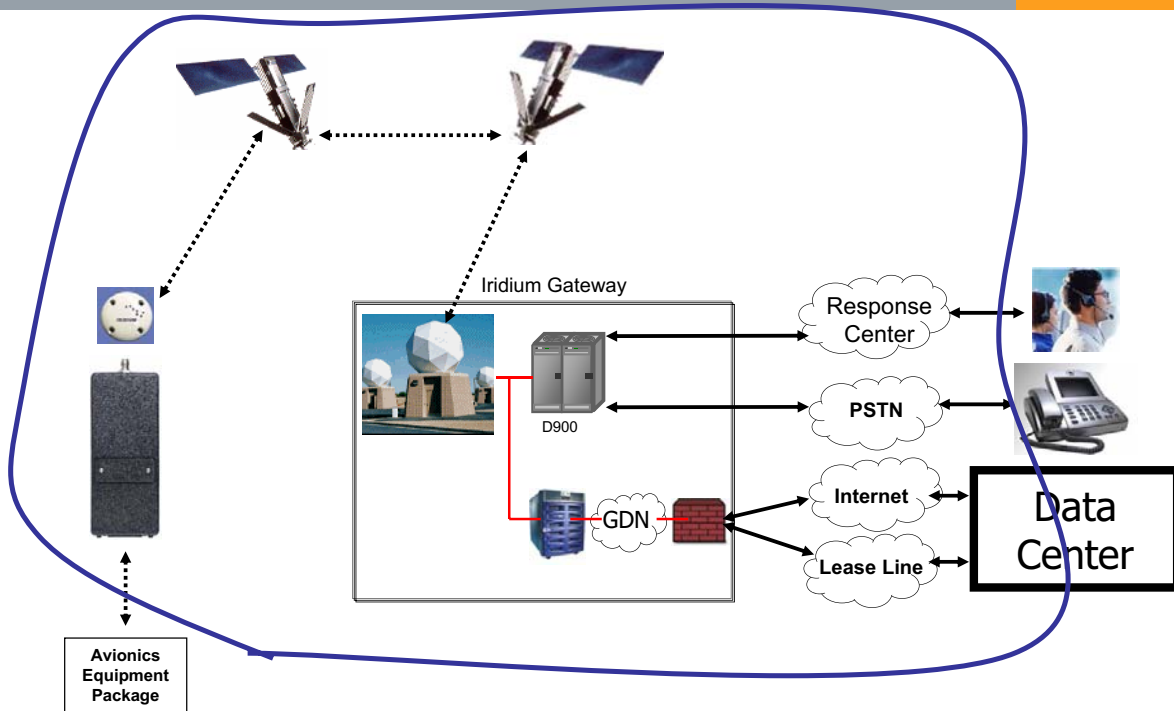 Iridium Gateway
Response
Center
D900
PSTN
Internet
GDN
Data
Center
Lease Line
Avionics
Equipment
Package